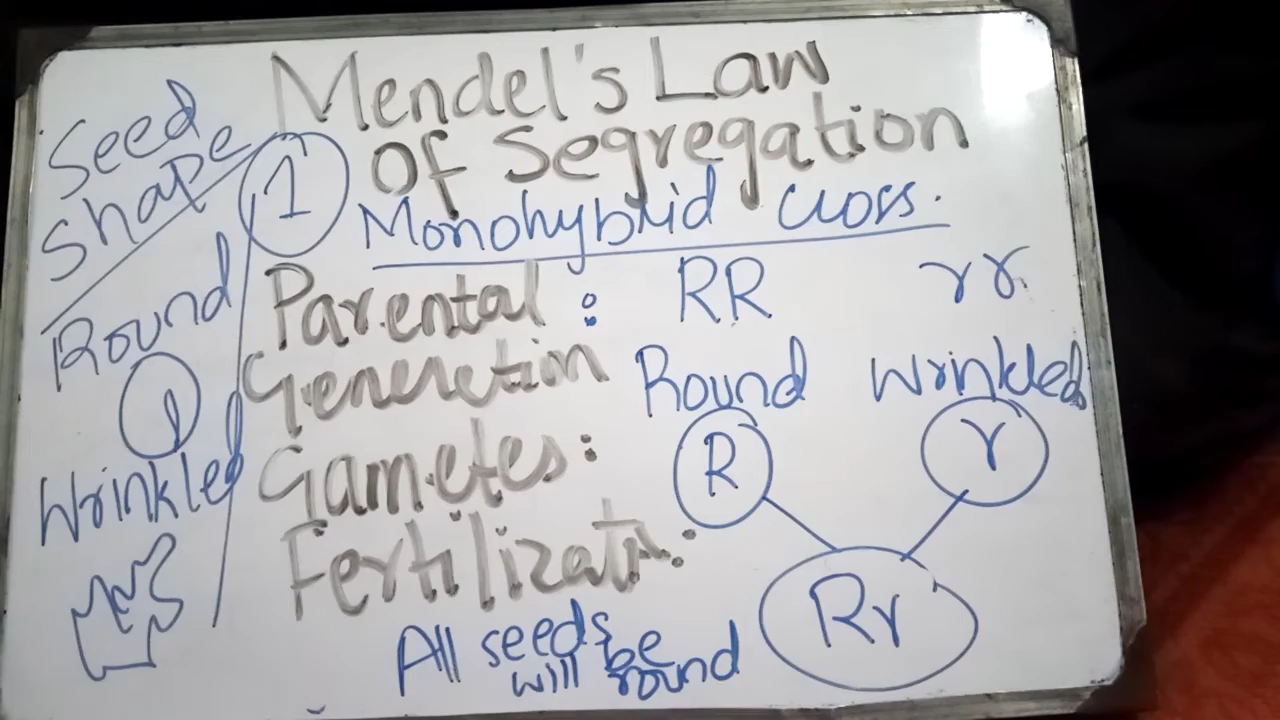 Mendel's Law
Of Segregation
1
Monohybrid Cross.
Seed
Shape
Round
Wrinkled
Parental : RR rr
Generetion Round Wrinkled
Gametes: R r
Fertilizati:
Rr
All seeds
will be
round